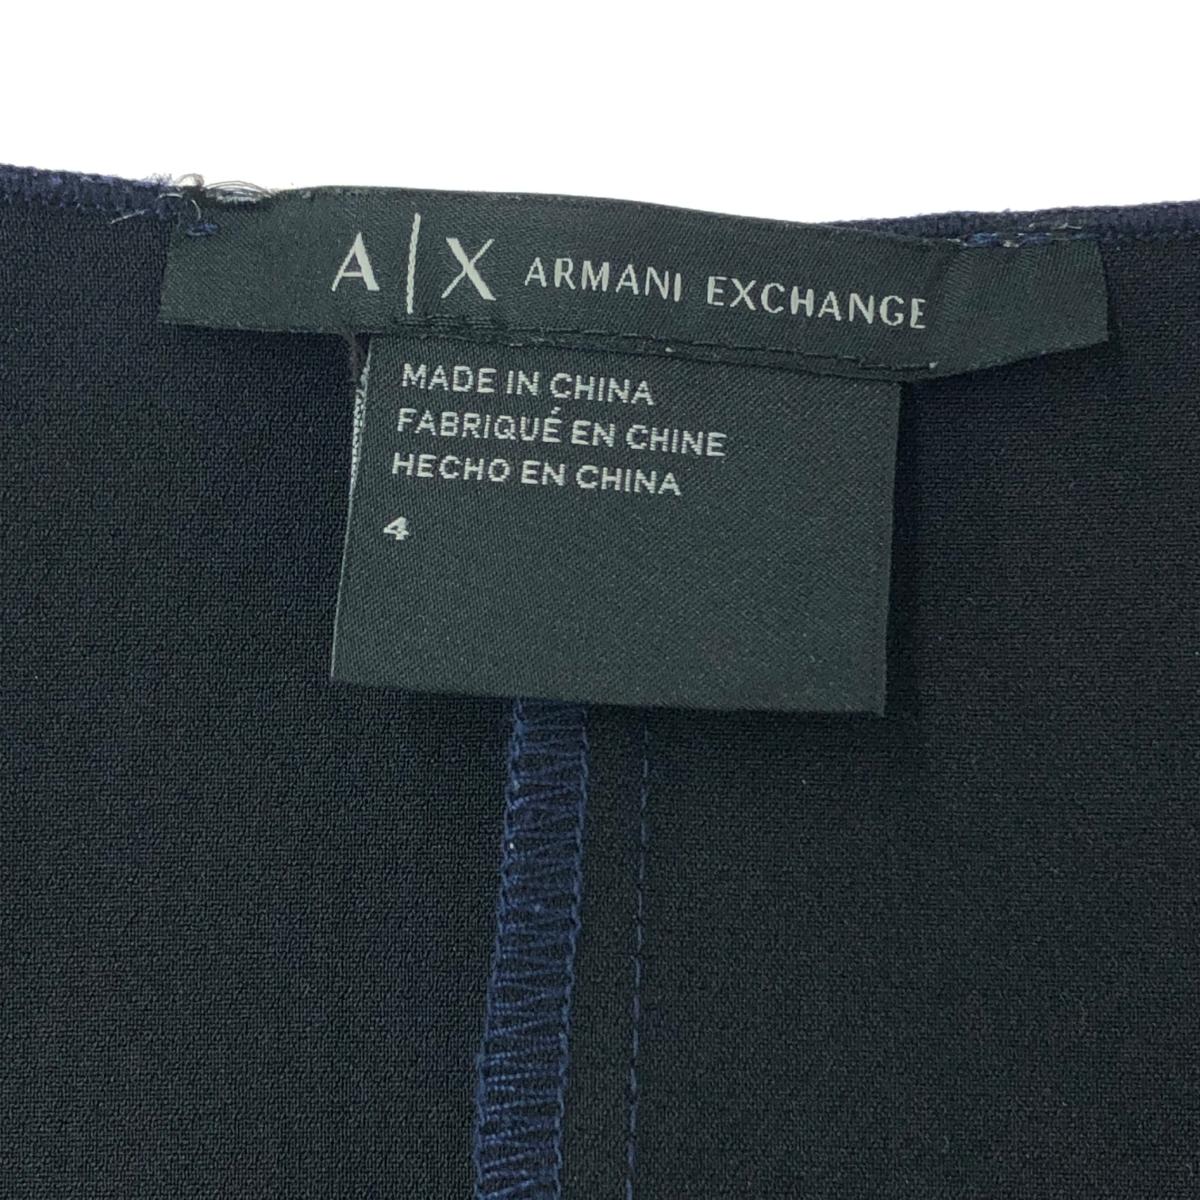 A|X ARMANI EXCHANGE
MADE IN CHINA
FABRIQUÉ EN CHINE
HECHO EN CHINA
4